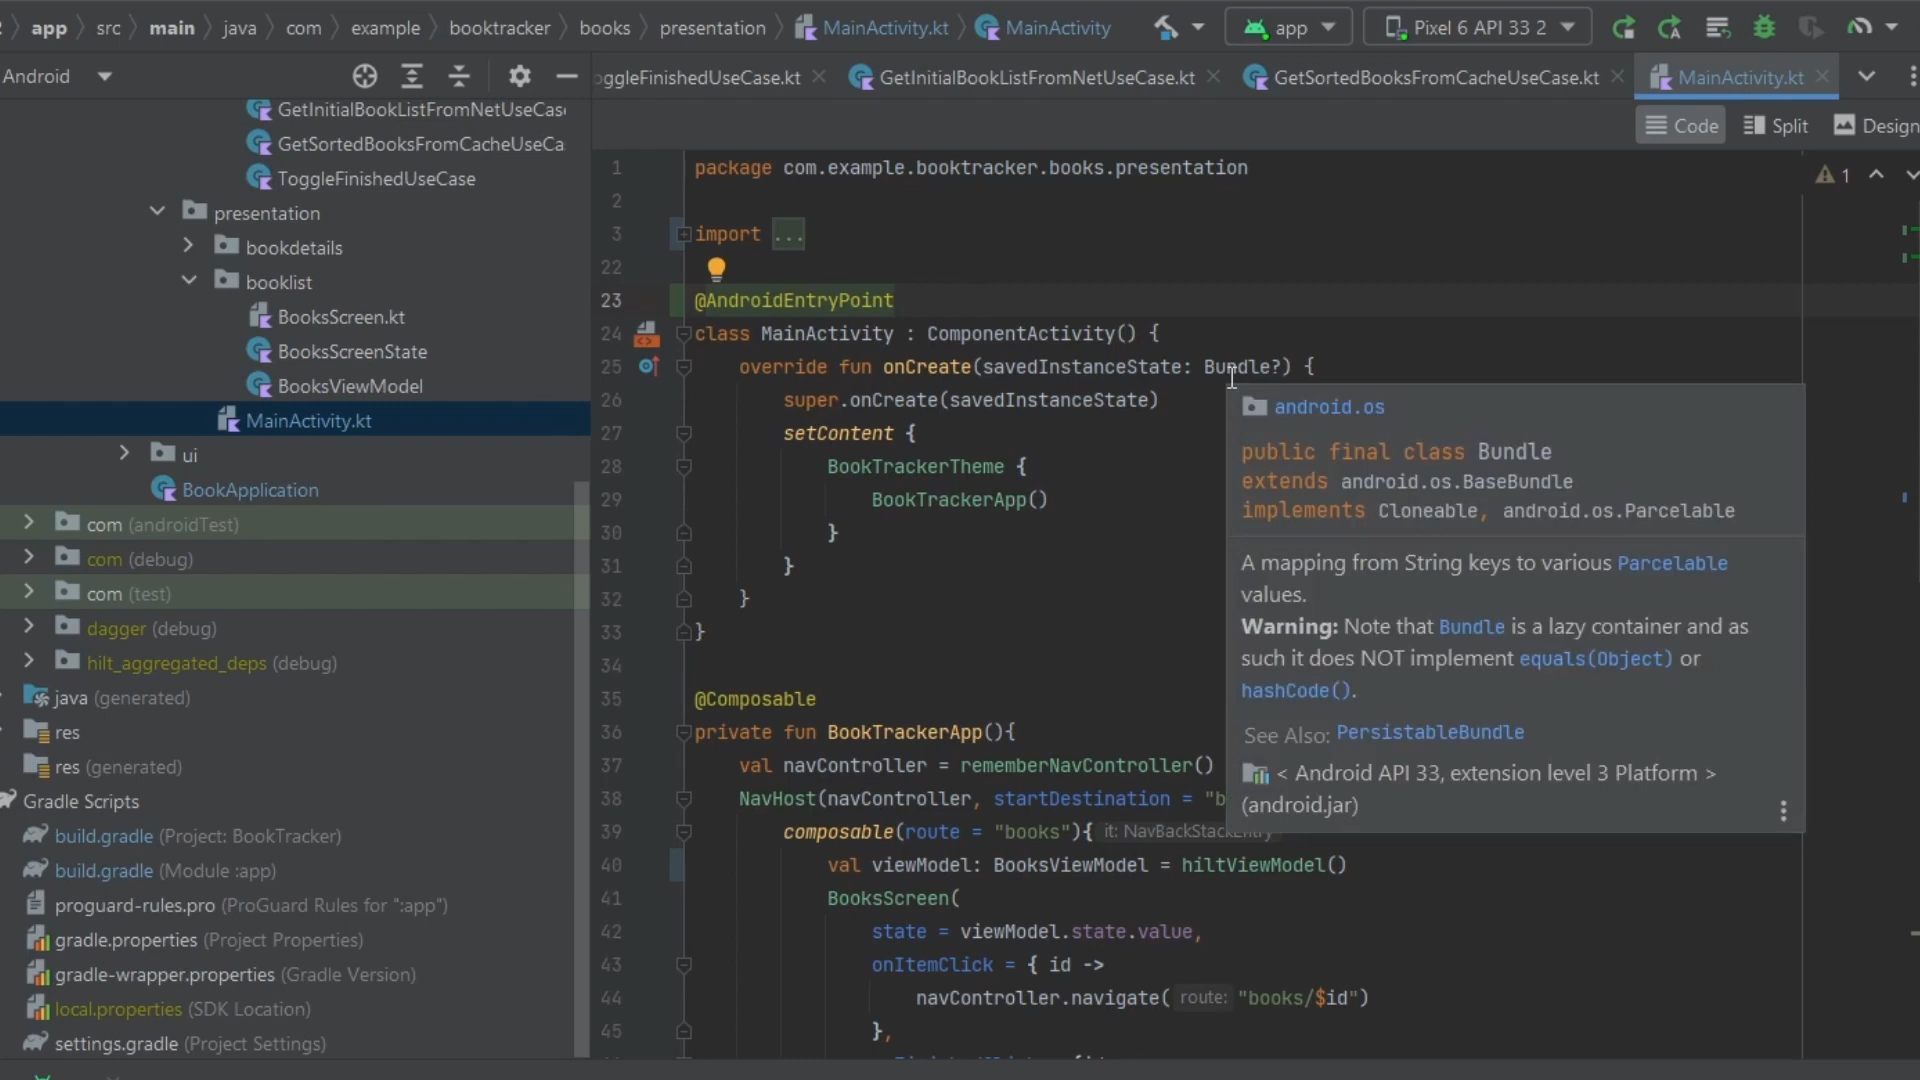 app src main java com example booktracker books presentation MainActivity.kt MainActivity app Pixel 6 API 33 2
Android
oggleFinishedUseCase.kt GetInitialBookListFromNetUseCase.kt GetSortedBooksFromCacheUseCase.kt MainActivity.kt
Code Split Design
GetInitialBookListFromNetUseCase
GetSortedBooksFromCacheUseCa
ToggleFinishedUseCase
presentation
bookdetails
booklist
BooksScreen.kt
BooksScreenState
BooksViewModel
MainActivity.kt
ui
BookApplication
com (androidTest)
com (debug)
com (test)
dagger (debug)
hilt_aggregated_deps (debug)
java (generated)
res
res (generated)
Gradle Scripts
build.gradle (Project: BookTracker)
build.gradle (Module :app)
proguard-rules.pro (ProGuard Rules for ":app")
gradle.properties (Project Properties)
gradle-wrapper.properties (Gradle Version)
local.properties (SDK Location)
settings.gradle (Project Settings)
1 package com.example.booktracker.books.presentation
1
2
3 import ...
22
23 @AndroidEntryPoint
24 class MainActivity : ComponentActivity() {
25 override fun onCreate(savedInstanceState: Bundle?) {
26 super.onCreate(savedInstanceState)
27 setContent {
28 BookTrackerTheme {
29 BookTrackerApp()
30 }
31 }
32 }
33 }
34
35 @Composable
36 private fun BookTrackerApp(){
37 val navController = rememberNavController()
38 NavHost(navController, startDestination = "b
39 composable(route = "books"){ it: NavBackStackEntry
40 val viewModel: BooksViewModel = hiltViewModel()
41 BooksScreen(
42 state = viewModel.state.value,
43 onItemClick = { id ->
44 navController.navigate( route: "books/$id")
45 },
android.os
public final class Bundle
extends android.os.BaseBundle
implements Cloneable, android.os.Parcelable
A mapping from String keys to various Parcelable
values.
Warning: Note that Bundle is a lazy container and as
such it does NOT implement equals(Object) or
hashCode().
See Also: PersistableBundle
< Android API 33, extension level 3 Platform >
(android.jar)